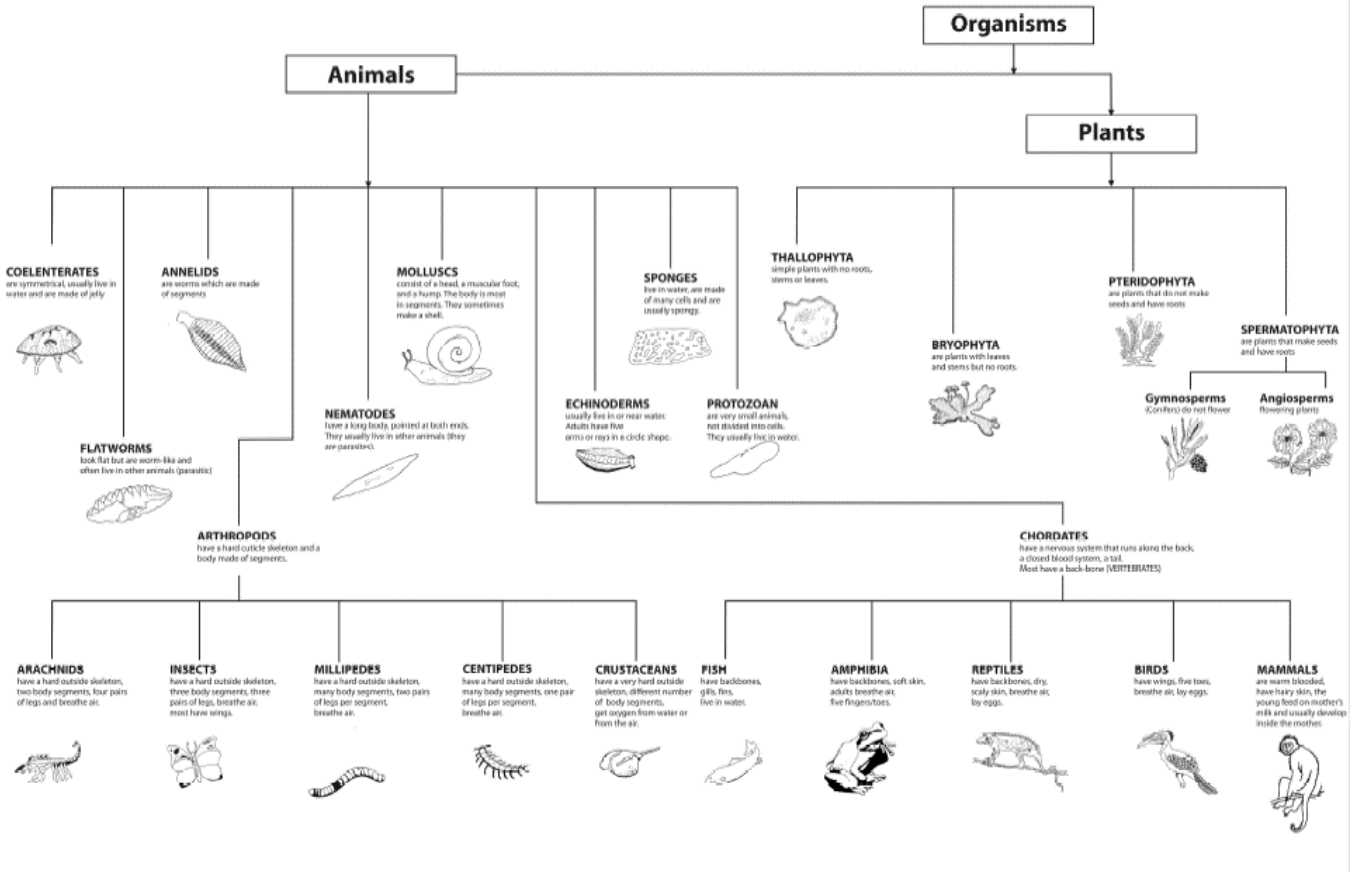 Organisms
Animals
Plants
COELENTERATES
are symmetrical, usually live in
water and are made of jelly
ANNELIDS
are worms which are made
of segments
MOLLUSCS
consist of a head, a muscular foot,
and a hump. The body is most
in segments. They sometimes
make a shell.
SPONGES
live in water, are made
of many cells and are
usually spongy.
THALLOPHYTA
simple plants with no roots,
stems or leaves.
PTERIDOPHYTA
are plants that do not make
seeds and have roots
BRYOPHYTA
are plants with leaves
and stems but no roots.
SPERMATOPHYTA
are plants that make seeds
and have roots
Gymnosperms
(Conifers) do not flower
Angiosperms
flowering plants
FLATWORMS
look flat but are worm-like and
often live in other animals (parasitic)
NEMATODES
have a long body, pointed at both ends.
They usually live in other animals (they
are parasites).
ECHINODERMS
usually live in or near water.
Adults have five
arms or rays in a circle shape.
PROTOZOAN
are very small animals,
not divided into cells.
They usually live in water.
ARTHROPODS
have a hard cuticle skeleton and a
body made of segments.
CHORDATES
have a nervous system that runs along the back,
a closed blood system, a tail.
Most have a back-bone (VERTEBRATES)
ARACHNIDS
have a hard outside skeleton,
two body segments, four pairs
of legs and breathe air.
INSECTS
have a hard outside skeleton,
three body segments, three
pairs of legs, breathe air.
most have wings.
MILLIPEDES
have a hard outside skeleton,
many body segments, two pairs
of legs per segment,
breathe air.
CENTIPEDES
have a hard outside skeleton,
many body segments, one pair
of legs per segment,
breathe air.
CRUSTACEANS
have a very hard outside
skeleton, different number
of body segments,
get oxygen from water or
from the air.
FISH
have backbones,
gills, fins,
live in water.
AMPHIBIA
have backbones, soft skin,
adults breathe air,
five fingers/toes.
REPTILES
have backbones, dry,
scaly skin, breathe air,
lay eggs.
BIRDS
have wings, five toes,
breathe air, lay eggs.
MAMMALS
are warm blooded,
have hairy skin, the
young feed on mother's
milk and usually develop
inside the mother.